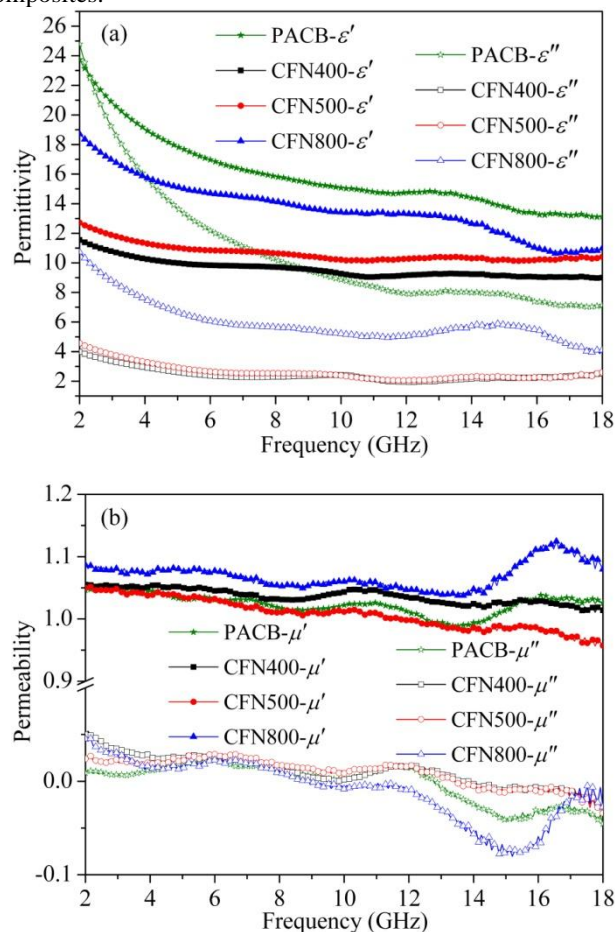 omposites.
(a)
PACB-ε′
CFN400-ε′
CFN500-ε′
CFN800-ε′
PACB-ε″
CFN400-ε″
CFN500-ε″
CFN800-ε″
Permittivity
26
24
22
20
18
16
14
12
10
8
6
4
2
2 4 6 8 10 12 14 16 18
Frequency (GHz)
(b)
PACB-μ′
CFN400-μ′
CFN500-μ′
CFN800-μ′
PACB-μ″
CFN400-μ″
CFN500-μ″
CFN800-μ″
Permeability
1.2
1.1
1.0
0.9
0.0
-0.1
2 4 6 8 10 12 14 16 18
Frequency (GHz)